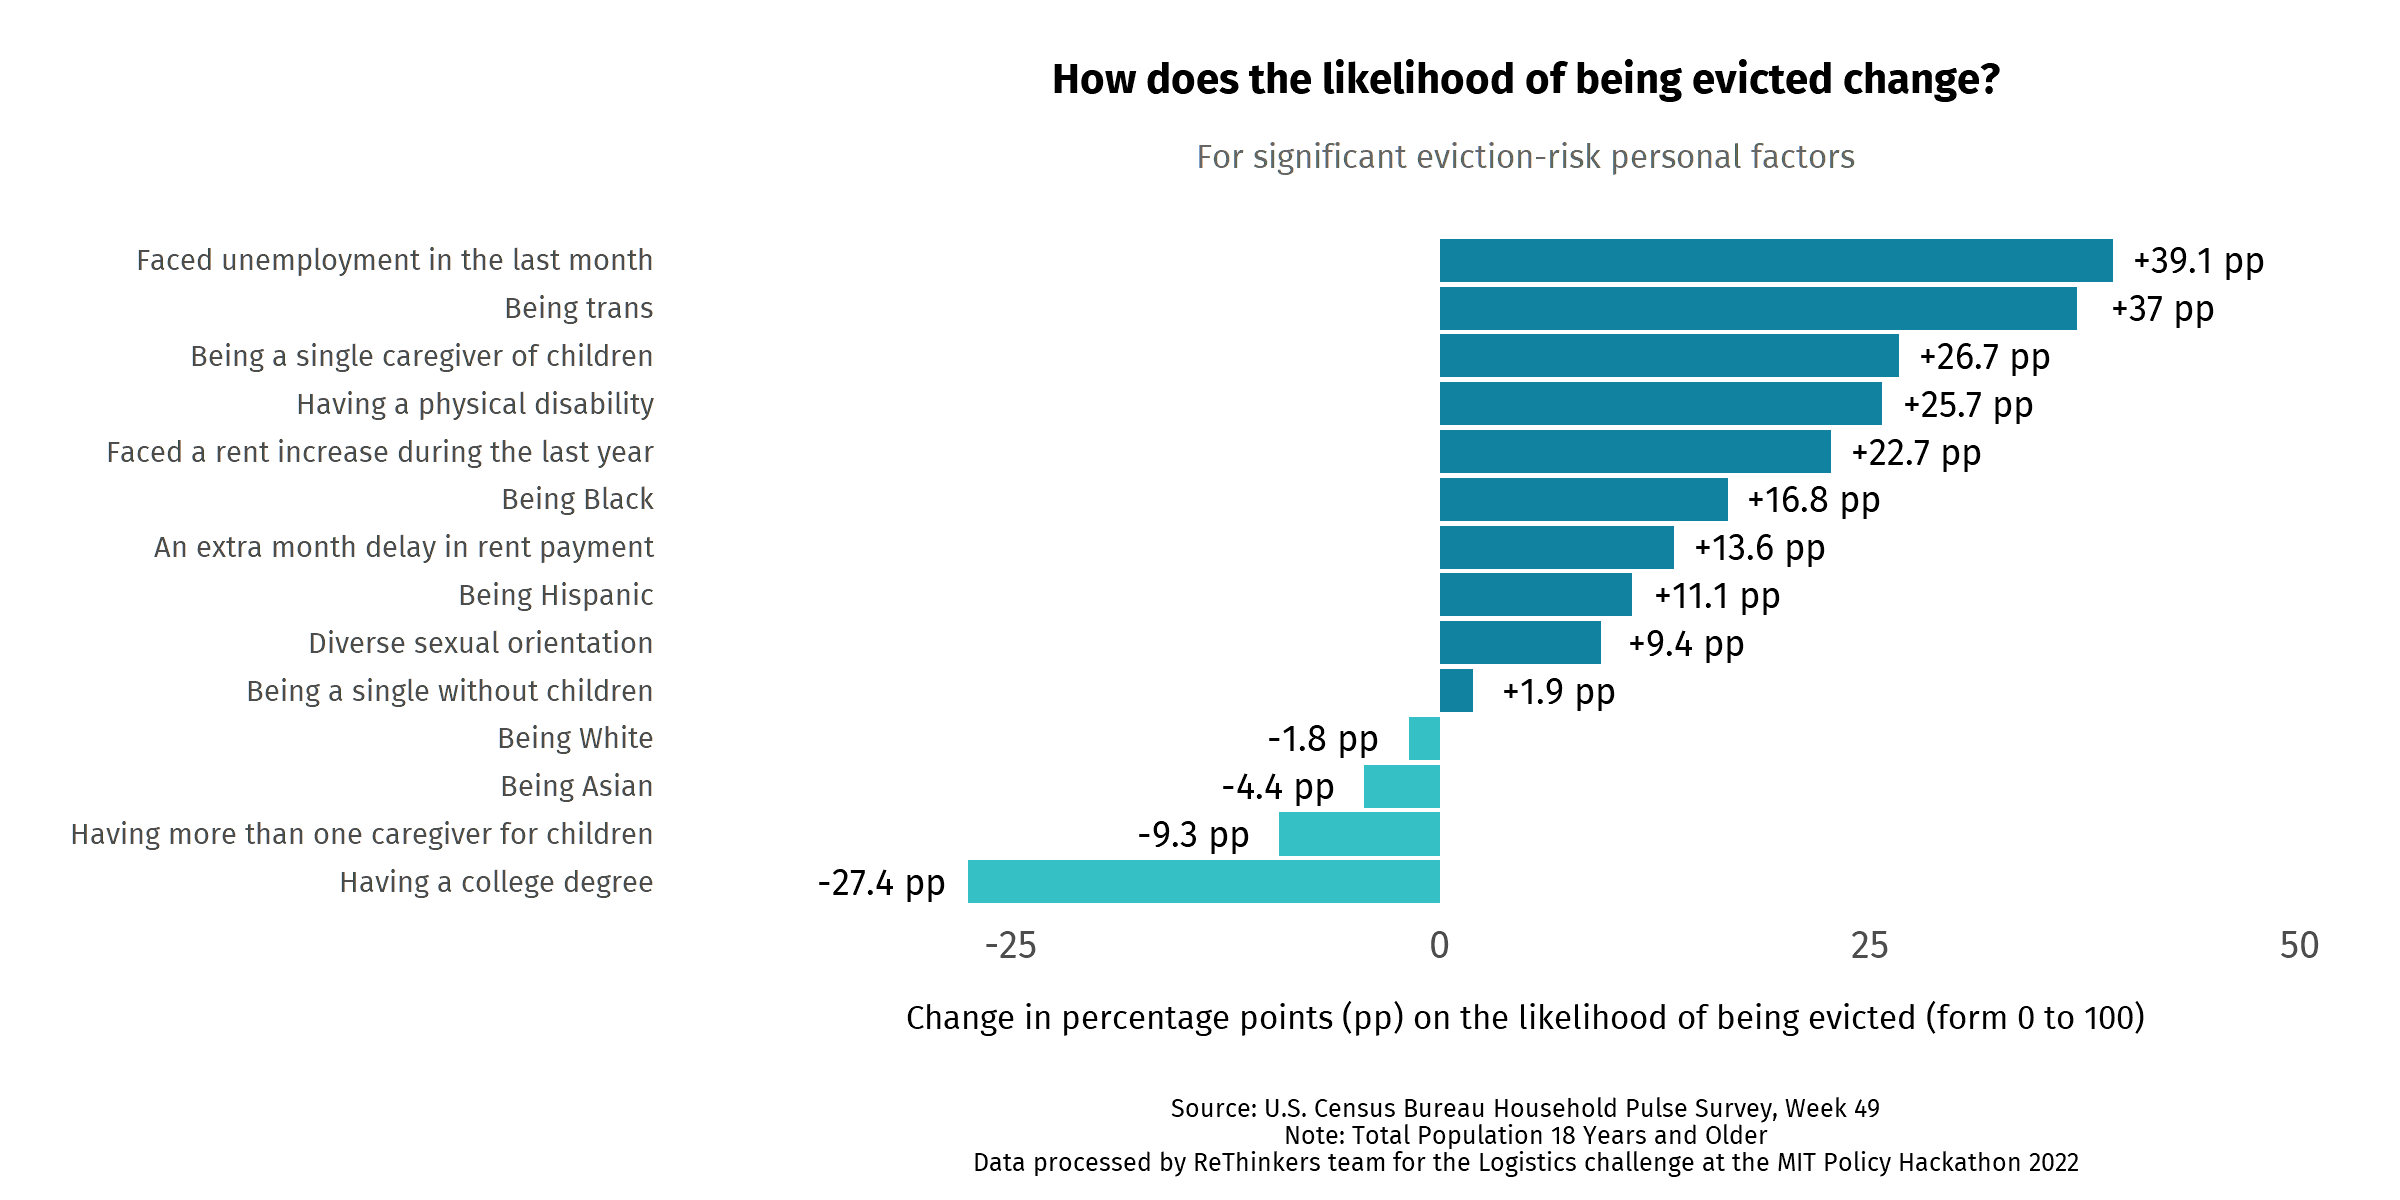 How does the likelihood of being evicted change?
For significant eviction-risk personal factors
Faced unemployment in the last month +39.1 pp
Being trans +37 pp
Being a single caregiver of children +26.7 pp
Having a physical disability +25.7 pp
Faced a rent increase during the last year +22.7 pp
Being Black +16.8 pp
An extra month delay in rent payment +13.6 pp
Being Hispanic +11.1 pp
Diverse sexual orientation +9.4 pp
Being a single without children +1.9 pp
Being White -1.8 pp
Being Asian -4.4 pp
Having more than one caregiver for children -9.3 pp
Having a college degree -27.4 pp
-25 0 25 50
Change in percentage points (pp) on the likelihood of being evicted (form 0 to 100)
Source: U.S. Census Bureau Household Pulse Survey, Week 49
Note: Total Population 18 Years and Older
Data processed by ReThinkers team for the Logistics challenge at the MIT Policy Hackathon 2022